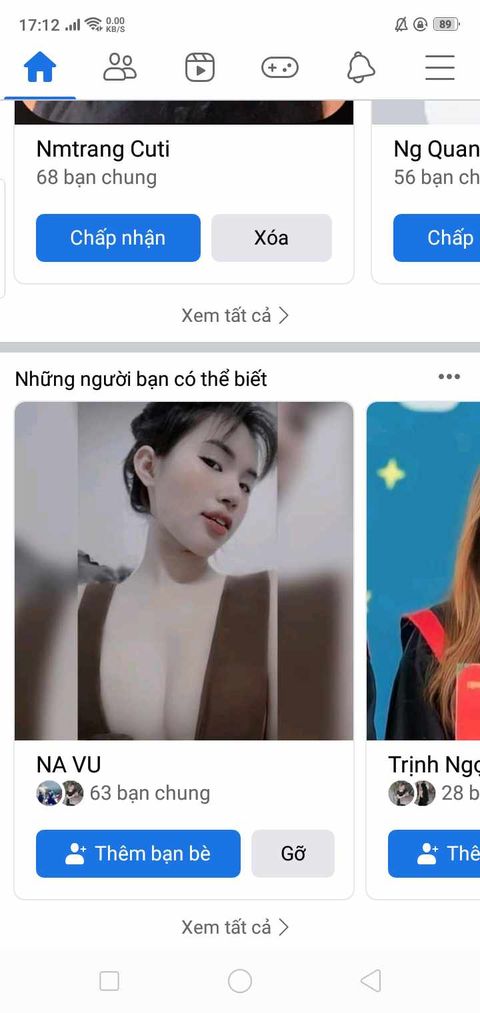 17:12
0.00
KB/S
89
Nmtrang Cuti
68 bạn chung
Chấp nhận
Xóa
Ng Quan
56 bạn ch
Chấp
Xem tất cả
Những người bạn có thể biết
NA VU
63 bạn chung
Thêm bạn bè
Gỡ
Trịnh Ngọ
28 b
Thê
Xem tất cả